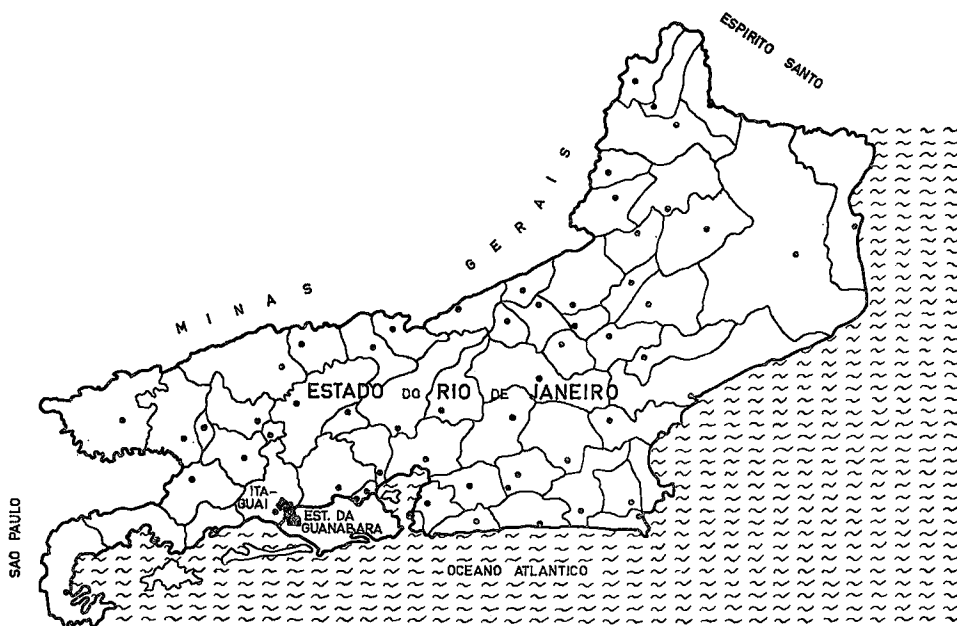 ESPIRITO SANTO
MINAS GERAIS
ESTADO DO RIO DE JANEIRO
ITA-
GUAI
EST. DA
GUANABARA
SAO PAULO
OCEANO ATLANTICO